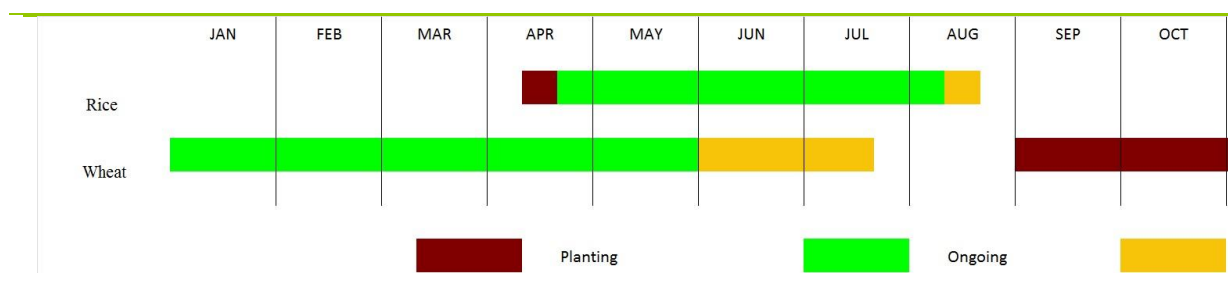 JAN FEB MAR APR MAY JUN JUL AUG SEP OCT
Rice
Wheat
Planting Ongoing